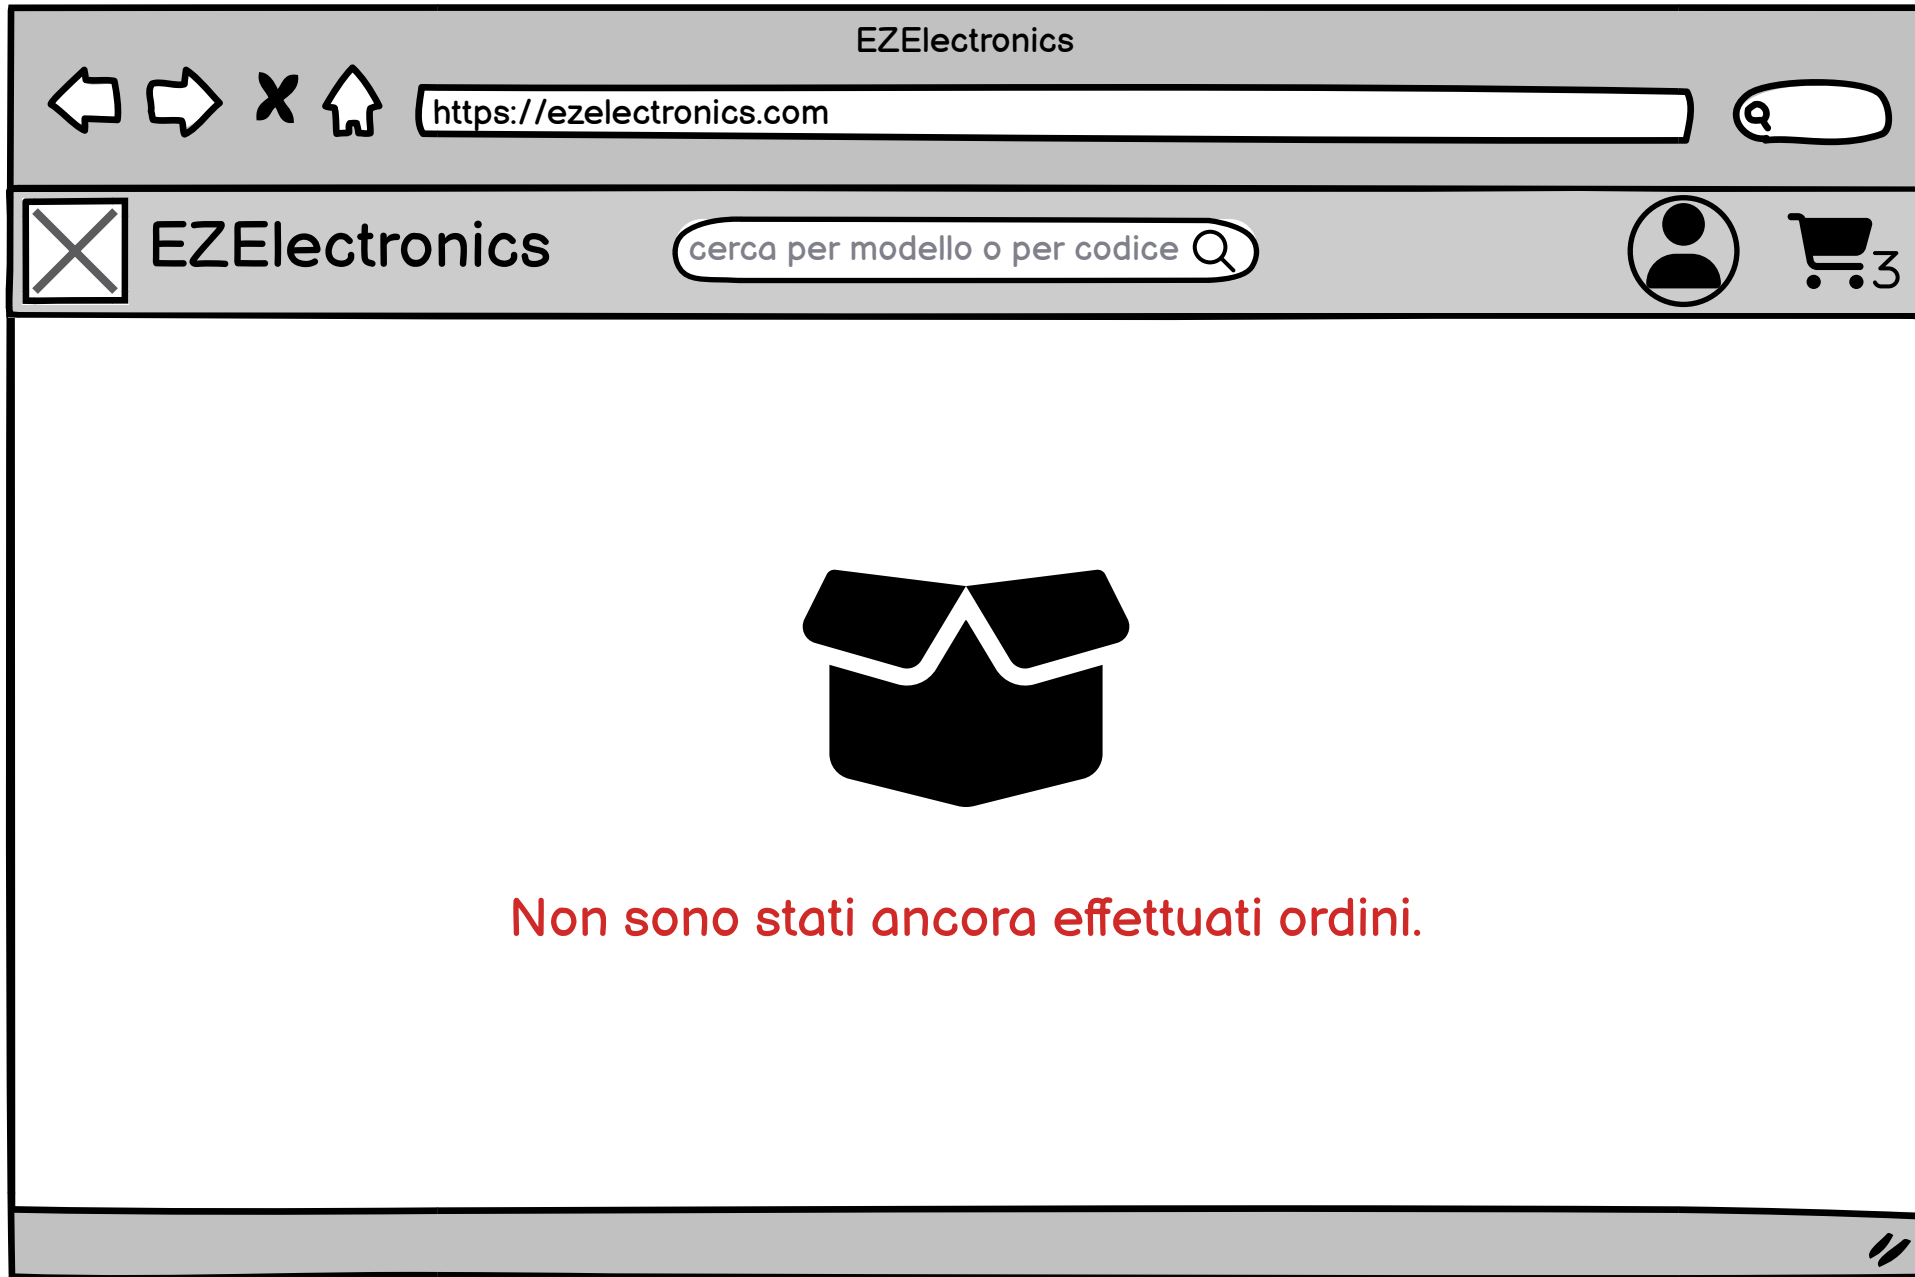 EZElectronics
https://ezelectronics.com
EZElectronics
cerca per modello o per codice
3
Non sono stati ancora effettuati ordini.